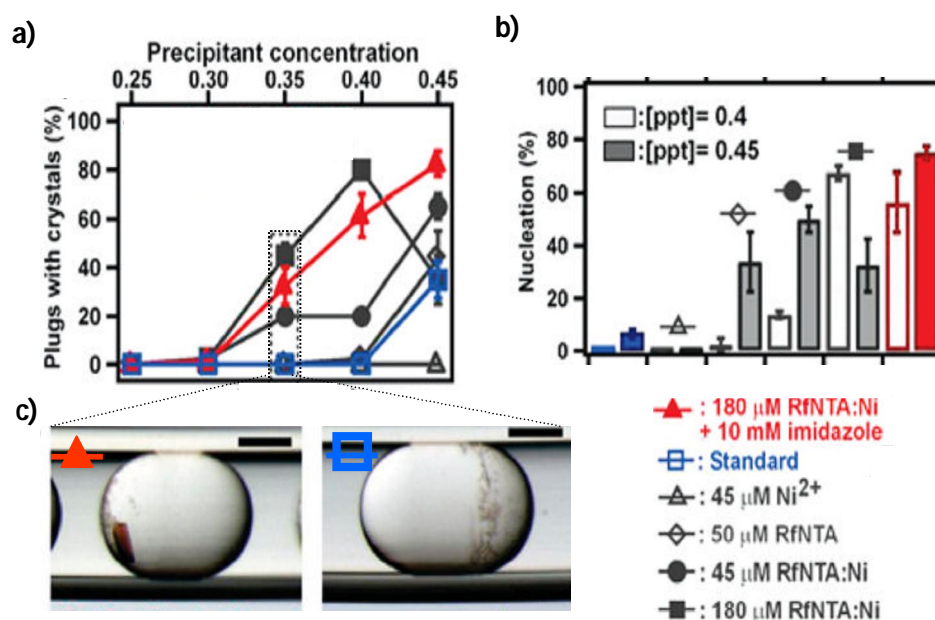 a)
Precipitant concentration
0.25 0.30 0.35 0.40 0.45
Plugs with crystals (%)
100
80
60
40
20
0
b)
Nucleation (%)
100
80
60
40
20
0
:[ppt]= 0.4
:[ppt]= 0.45
c)
: 180 µM RfNTA:Ni
+ 10 mM imidazole
: Standard
: 45 µM Ni²⁺
: 50 µM RfNTA
: 45 µM RfNTA:Ni
: 180 µM RfNTA:Ni